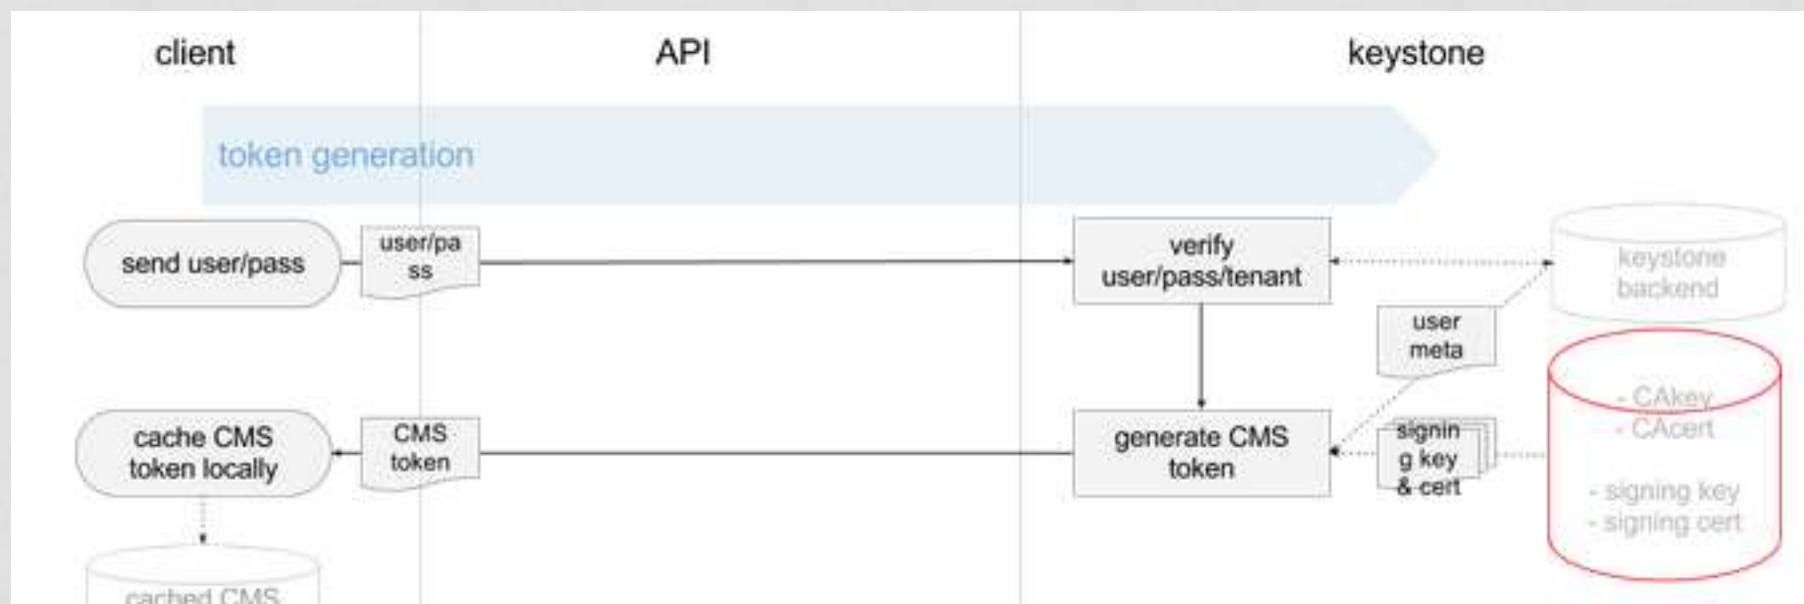 client
API
keystone
token generation
send user/pass
user/pa
ss
verify
user/pass/tenant
keystone
backend
user
meta
cache CMS
token locally
CMS
token
generate CMS
token
signin
g key
& cert
- CAkey
- CAcert
- signing key
- signing cert
cached CMS